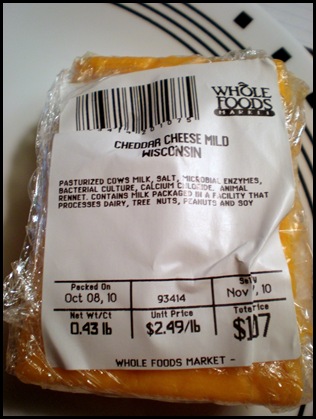 WHOLE
FOODS
MARKET
CHEDDAR CHEESE MILD
WISCONSIN
PASTURIZED COWS MILK, SALT, MICROBIAL ENZYMES,
BACTERIAL CULTURE, CALCIUM CHLORIDE, ANIMAL
RENNET. CONTAINS MILK PACKAGED IN A FACILITY THAT
PROCESSES DAIRY, TREE NUTS, PEANUTS AND SOY
Packed On
Oct 08, 10
93414
Nov , 10
Net Wt/Ct
0.43 lb
Unit Price
$2.49/lb
Price
WHOLE FOODS MARKET -